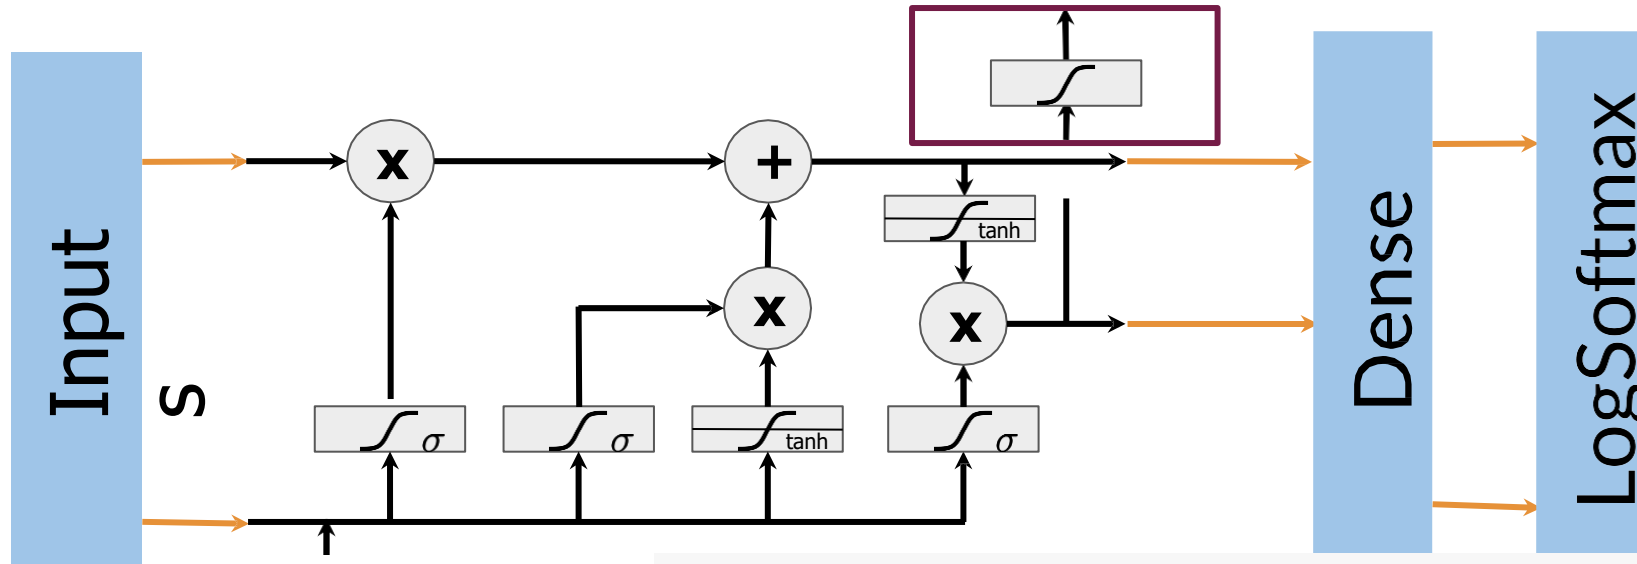 Input
s
x
+
x
x
σ
σ
tanh
σ
tanh
Dense
LogSoftmax